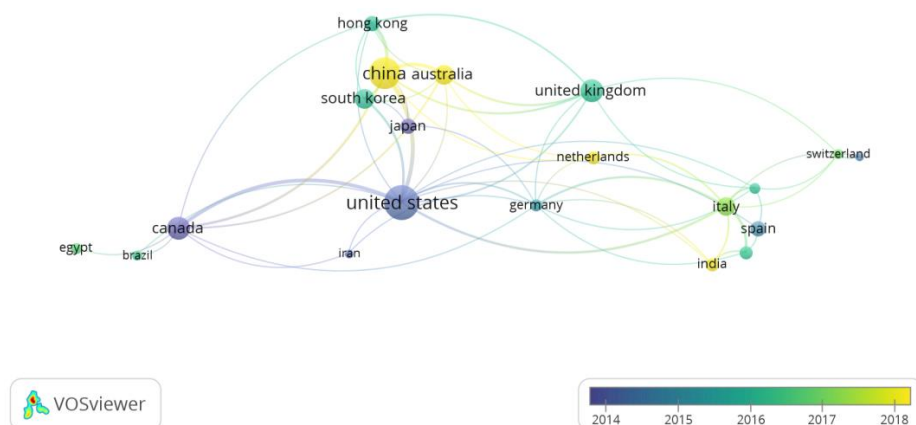 hong kong
china
australia
south korea
united kingdom
japan
netherlands
switzerland
united states
germany
italy
canada
spain
egypt
brazil
iran
india
VOSviewer
2014 2015 2016 2017 2018